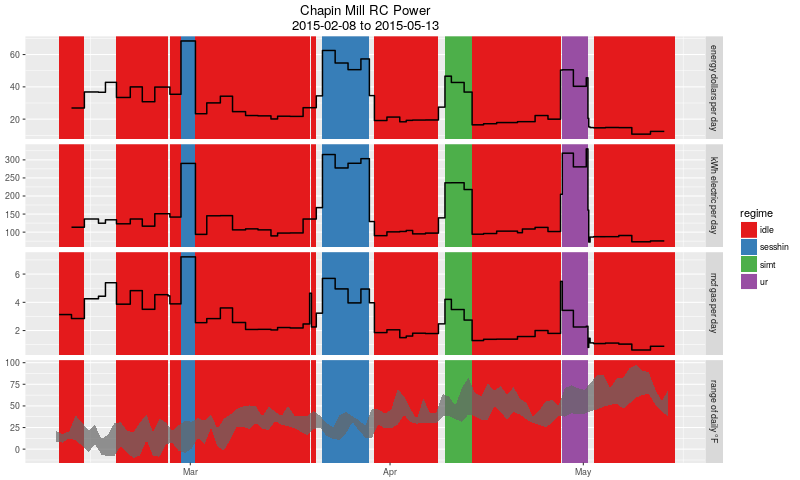 Chapin Mill RC Power
2015-02-08 to 2015-05-13
60
40
20
energy dollars per day
300
250
200
150
100
kWh electric per day
6
4
2
mcf gas per day
100
75
50
25
0
range of daily °F
Mar
Apr
May
regime
idle
sesshin
simt
ur